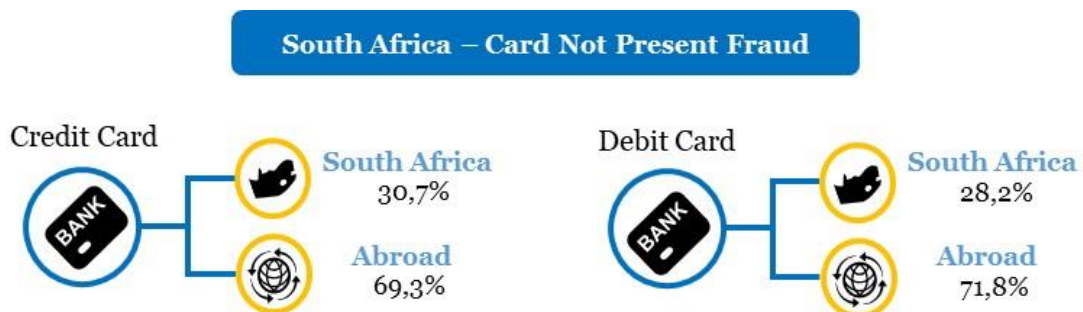 South Africa – Card Not Present Fraud
Credit Card
BANK
South Africa
30,7%
Abroad
69,3%
Debit Card
BANK
South Africa
28,2%
Abroad
71,8%